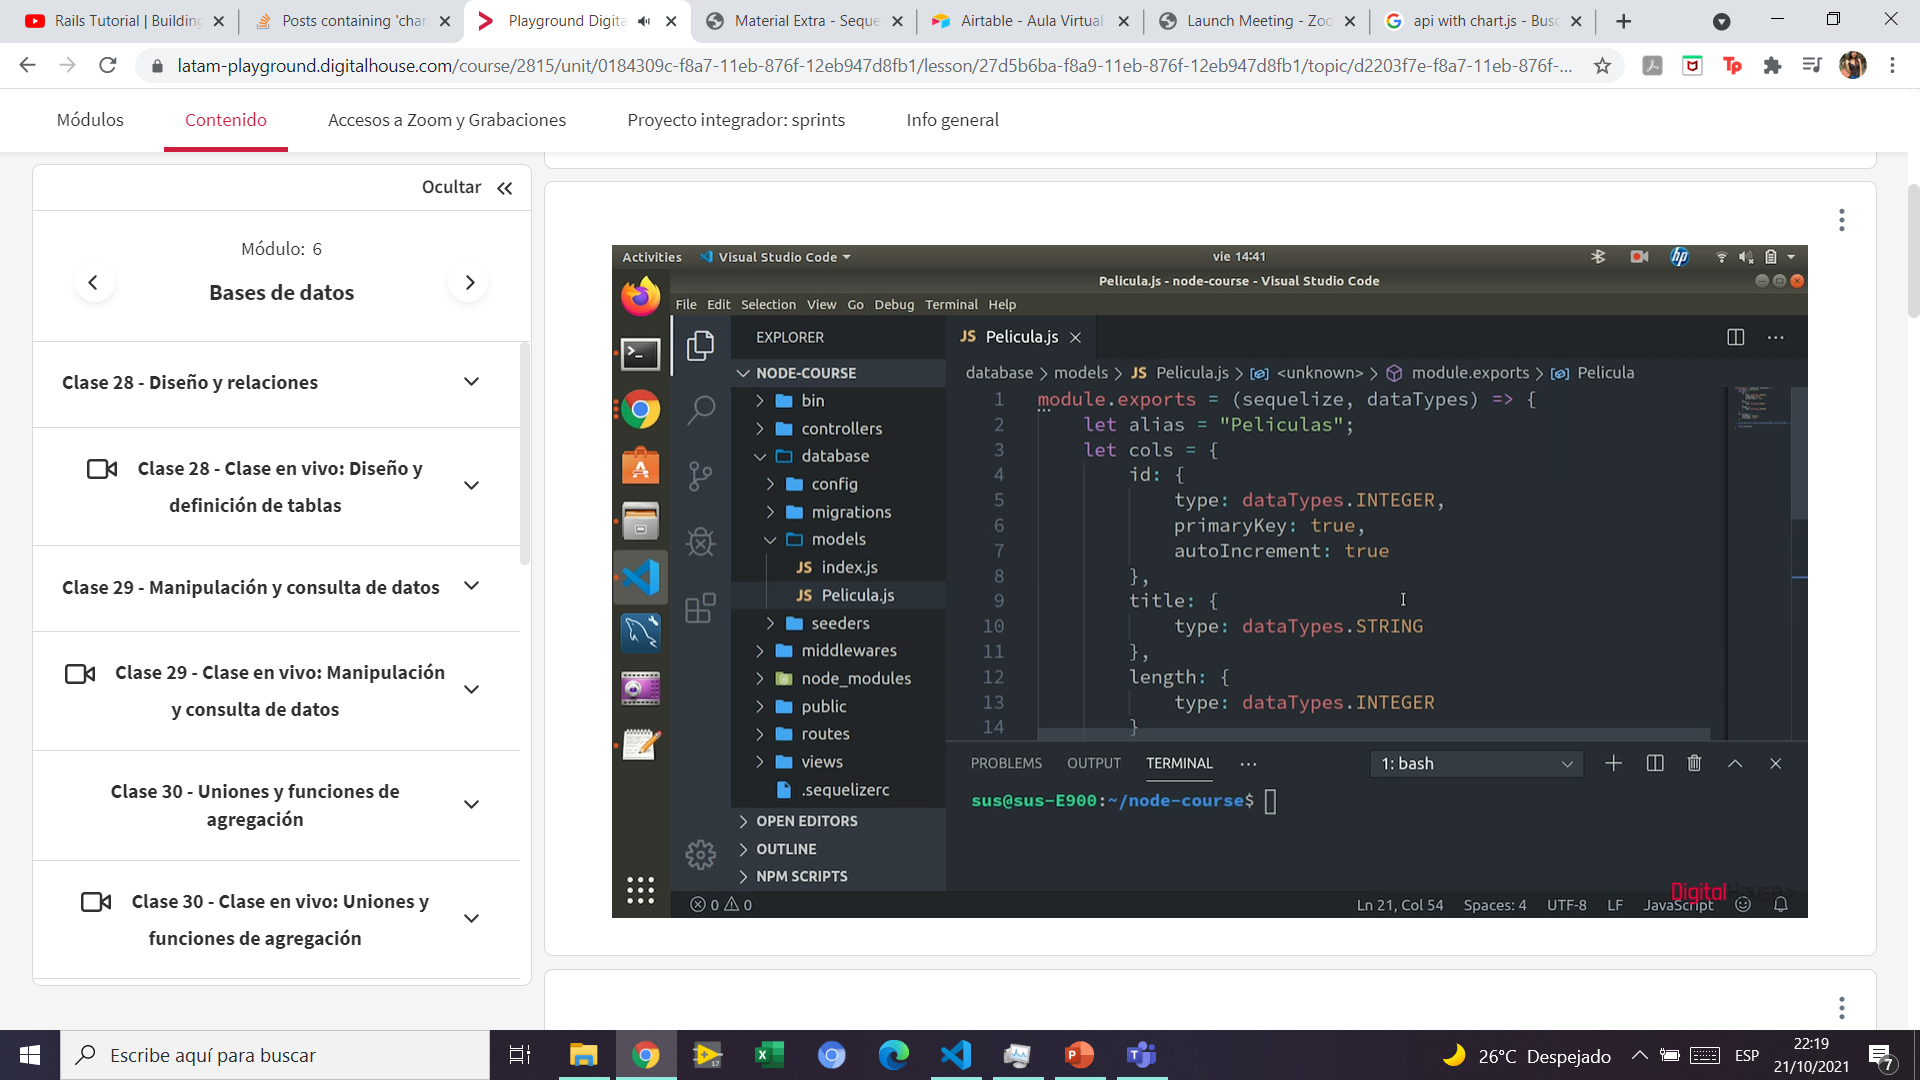 Rails Tutorial | Building
Posts containing 'char
Playground Digita
Material Extra - Seque
Airtable - Aula Virtual
Launch Meeting - Zoo
api with chart.js - Busc
latam-playground.digitalhouse.com/course/2815/unit/0184309c-f8a7-11eb-876f-12eb947d8fb1/lesson/27d5b6ba-f8a9-11eb-876f-12eb947d8fb1/topic/d2203f7e-f8a7-11eb-876f-...
Módulos
Contenido
Accesos a Zoom y Grabaciones
Proyecto integrador: sprints
Info general
Ocultar
Módulo: 6
Bases de datos
Clase 28 - Diseño y relaciones
Clase 28 - Clase en vivo: Diseño y
definición de tablas
Clase 29 - Manipulación y consulta de datos
Clase 29 - Clase en vivo: Manipulación
y consulta de datos
Clase 30 - Uniones y funciones de
agregación
Clase 30 - Clase en vivo: Uniones y
funciones de agregación
Activities
Visual Studio Code
vie 14:41
hp
Pelicula.js - node-course - Visual Studio Code
File Edit Selection View Go Debug Terminal Help
EXPLORER
NODE-COURSE
bin
controllers
database
config
migrations
models
JS index.js
JS Pelicula.js
seeders
middlewares
node_modules
public
routes
views
.sequelizerc
OPEN EDITORS
OUTLINE
NPM SCRIPTS
JS Pelicula.js
database > models > JS Pelicula.js > <unknown> > module.exports > Pelicula
1 module.exports = (sequelize, dataTypes) => {
2 let alias = "Peliculas";
3 let cols = {
4 id: {
5 type: dataTypes.INTEGER,
6 primaryKey: true,
7 autoIncrement: true
8 },
9 title: {
10 type: dataTypes.STRING
11 },
12 length: {
13 type: dataTypes.INTEGER
14 }
PROBLEMS OUTPUT TERMINAL ...
1: bash
sus@sus-E900:~/node-course$
0 0
Ln 21, Col 54 Spaces: 4 UTF-8 LF JavaScript
DigitalHouse>
Escribe aquí para buscar
26°C Despejado
ESP
22:19
21/10/2021
7